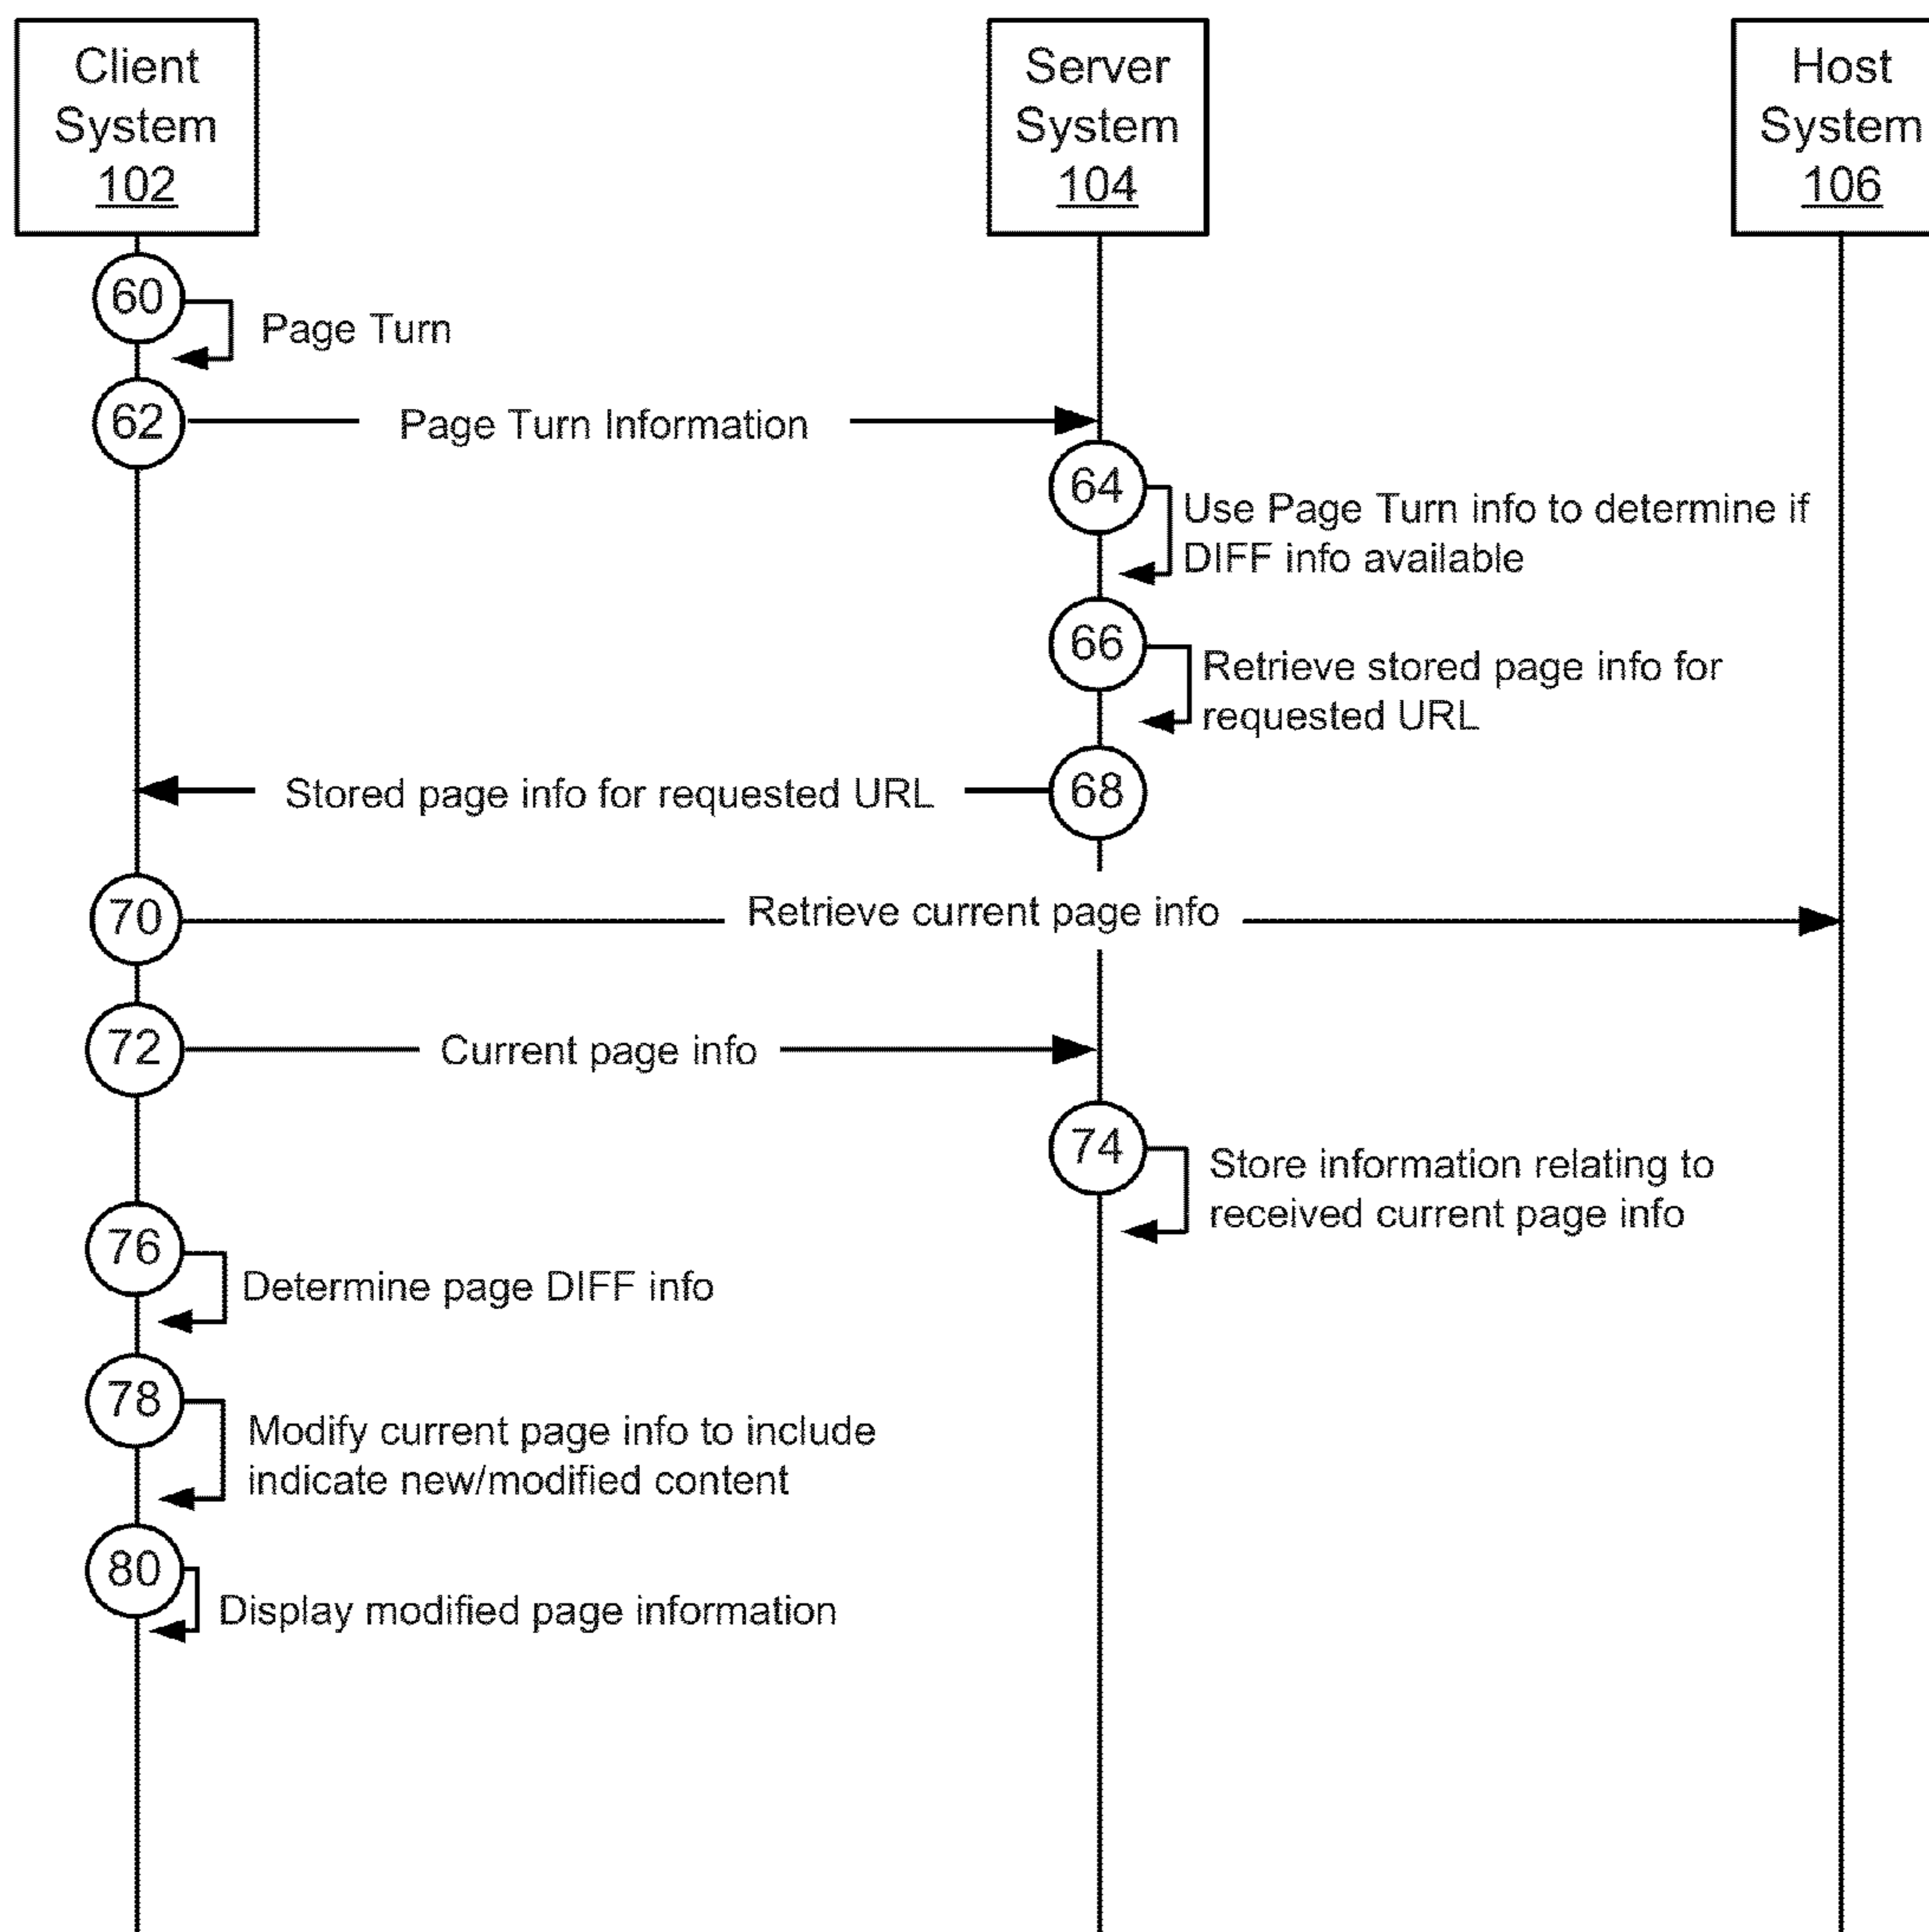 Client
System
102
Server
System
104
Host
System
106
60
Page Turn
62
Page Turn Information
64
Use Page Turn info to determine if
DIFF info available
66
Retrieve stored page info for
requested URL
Stored page info for requested URL
68
70
Retrieve current page info
72
Current page info
74
Store information relating to
received current page info
76
Determine page DIFF info
78
Modify current page info to include
indicate new/modified content
80
Display modified page information